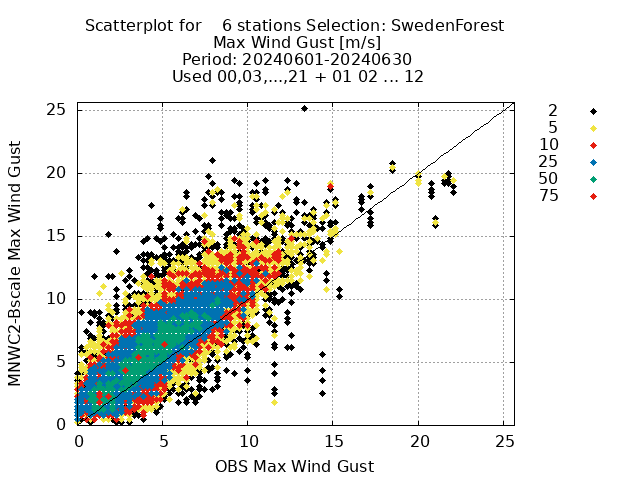 Scatterplot for    6 stations Selection: SwedenForest
Max Wind Gust [m/s]
Period: 20240601-20240630
Used 00,03,...,21 + 01 02 ... 12
25
20
15
10
5
0
MNWC2-Bscale Max Wind Gust
0 5 10 15 20 25
OBS Max Wind Gust
2
5
10
25
50
75